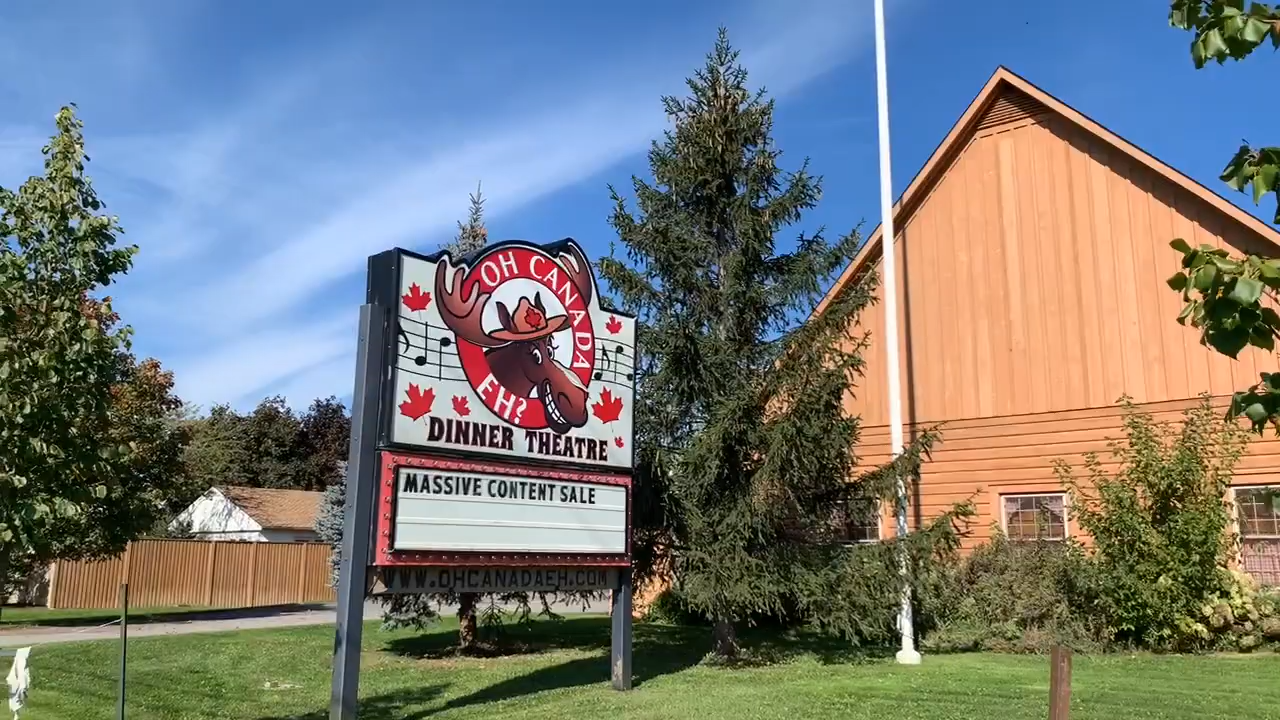 OH CANADA
EH?
DINNER THEATRE
MASSIVE CONTENT SALE
WWW.OHCANADAEH.COM